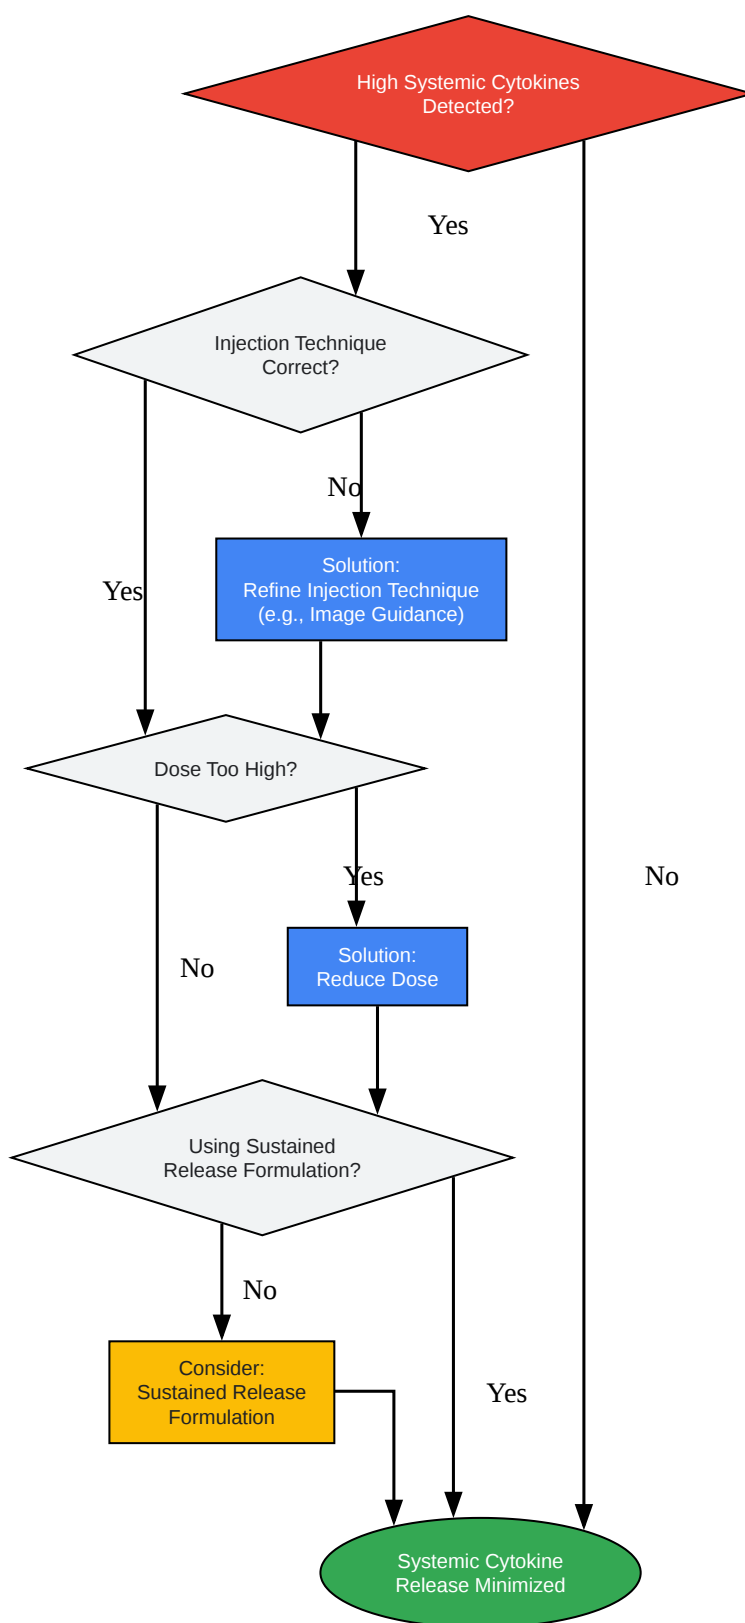 High Systemic Cytokines
Detected?
Yes
Injection Technique
Correct?
No
Solution:
Refine Injection Technique
(e.g., Image Guidance)
Yes
Dose Too High?
Yes
No
Solution:
Reduce Dose
No
Using Sustained
Release Formulation?
No
Consider:
Sustained Release
Formulation
Yes
Systemic Cytokine
Release Minimized